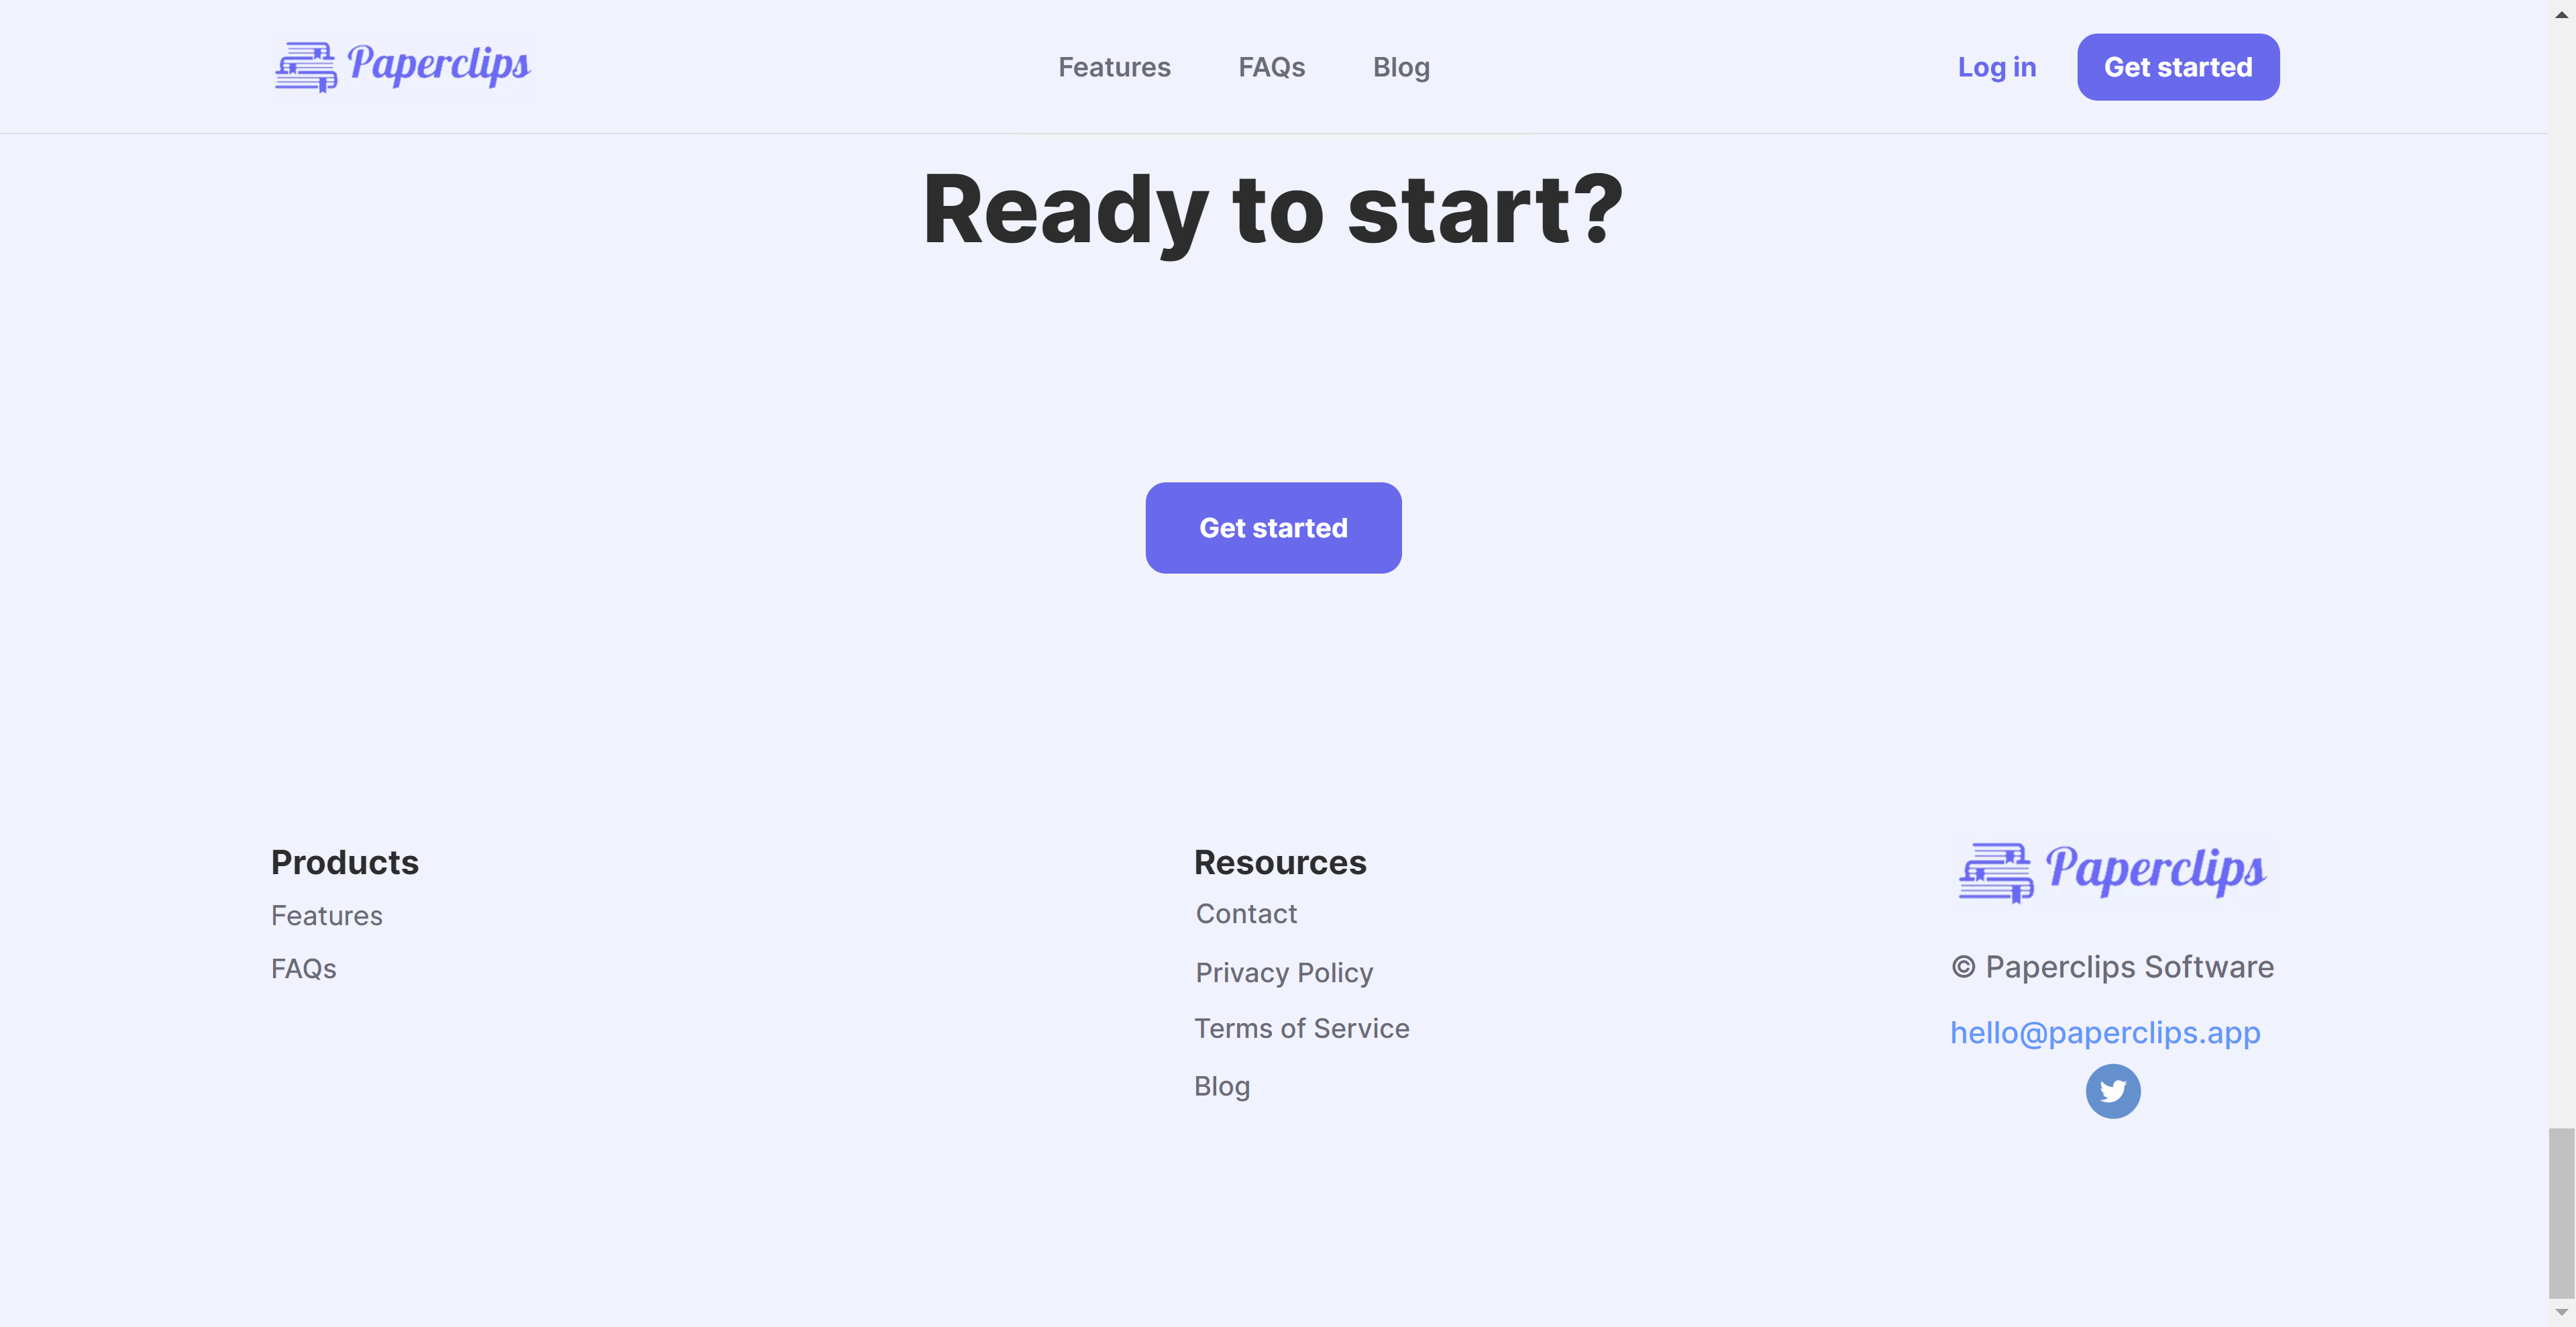 Paperclips
Features
FAQs
Blog
Log in
Get started
Ready to start?
Get started
Products
Features
FAQs
Resources
Contact
Privacy Policy
Terms of Service
Blog
Paperclips
© Paperclips Software
hello@paperclips.app